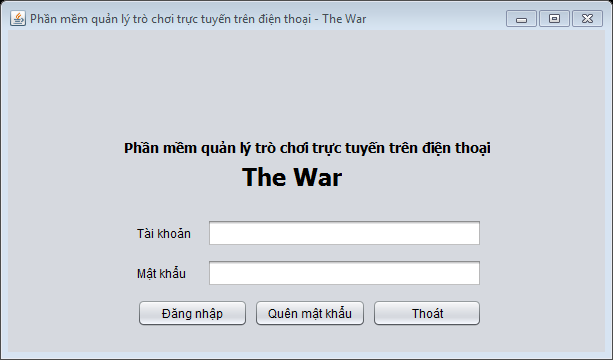 Phần mềm quản lý trò chơi trực tuyến trên điện thoại - The War
Phần mềm quản lý trò chơi trực tuyến trên điện thoại
The War
Tài khoản
Mật khẩu
Đăng nhập Quên mật khẩu Thoát